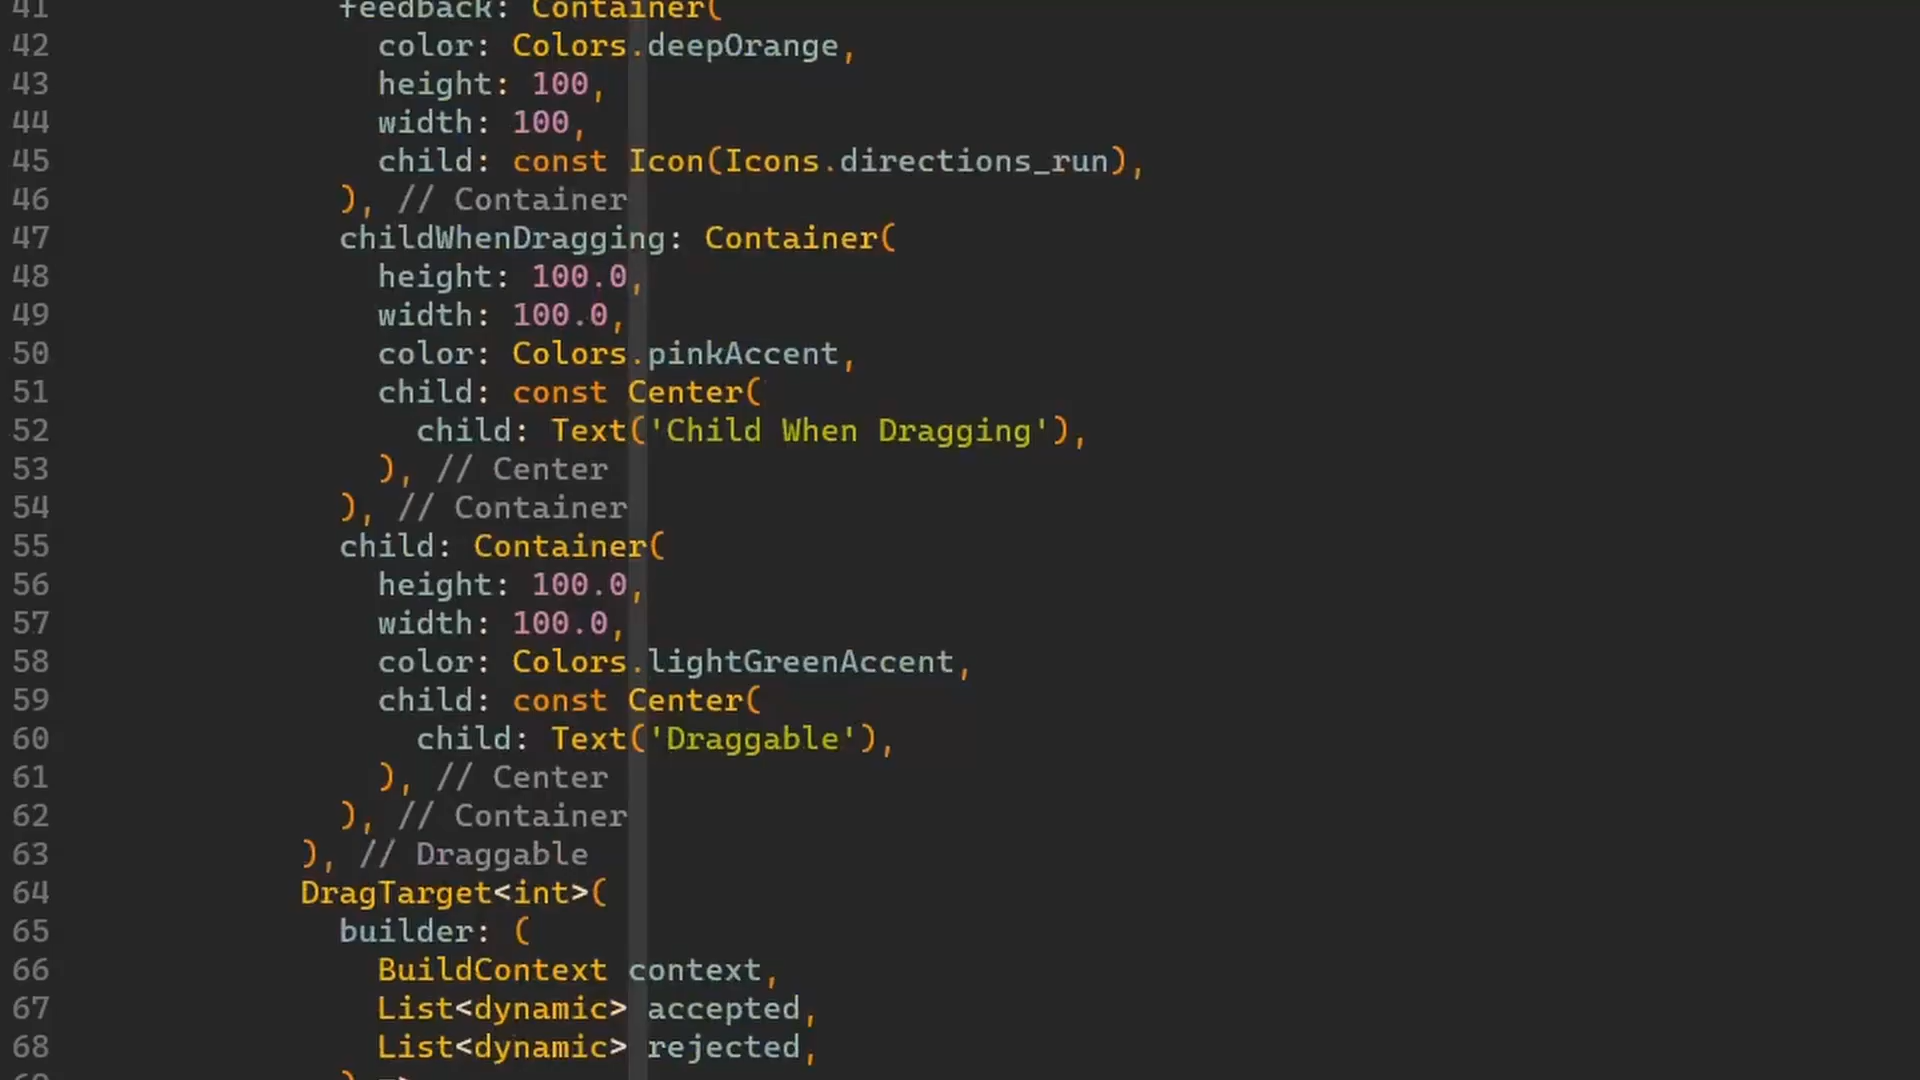 41 feedback: Container(
42 color: Colors.deepOrange,
43 height: 100,
44 width: 100,
45 child: const Icon(Icons.directions_run),
46 ), // Container
47 childWhenDragging: Container(
48 height: 100.0,
49 width: 100.0,
50 color: Colors.pinkAccent,
51 child: const Center(
52 child: Text('Child When Dragging'),
53 ), // Center
54 ), // Container
55 child: Container(
56 height: 100.0,
57 width: 100.0,
58 color: Colors.lightGreenAccent,
59 child: const Center(
60 child: Text('Draggable'),
61 ), // Center
62 ), // Container
63 ), // Draggable
64 DragTarget<int>(
65 builder: (
66 BuildContext context,
67 List<dynamic> accepted,
68 List<dynamic> rejected,